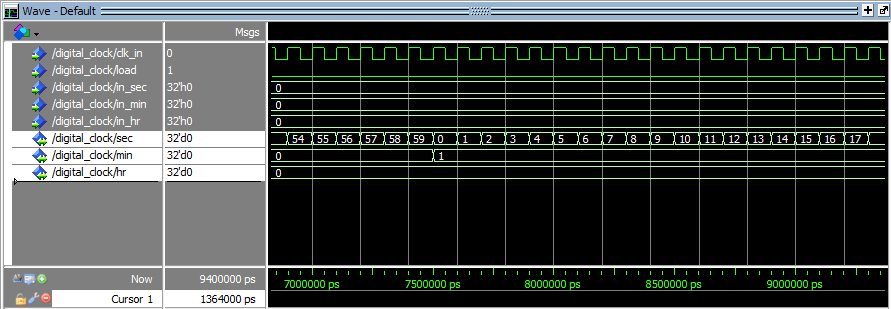 Wave - Default
Msgs
/digital_clock/clk_in 0
/digital_clock/load 1
/digital_clock/in_sec 32'h0 0
/digital_clock/in_min 32'h0 0
/digital_clock/in_hr 32'h0 0
/digital_clock/sec 32'd0 54 55 56 57 58 59 0 1 2 3 4 5 6 7 8 9 10 11 12 13 14 15 16 17
/digital_clock/min 32'd0 0 1
/digital_clock/hr 32'd0 0
Now 9400000 ps 7000000 ps 7500000 ps 8000000 ps 8500000 ps 9000000 ps
Cursor 1 1364000 ps